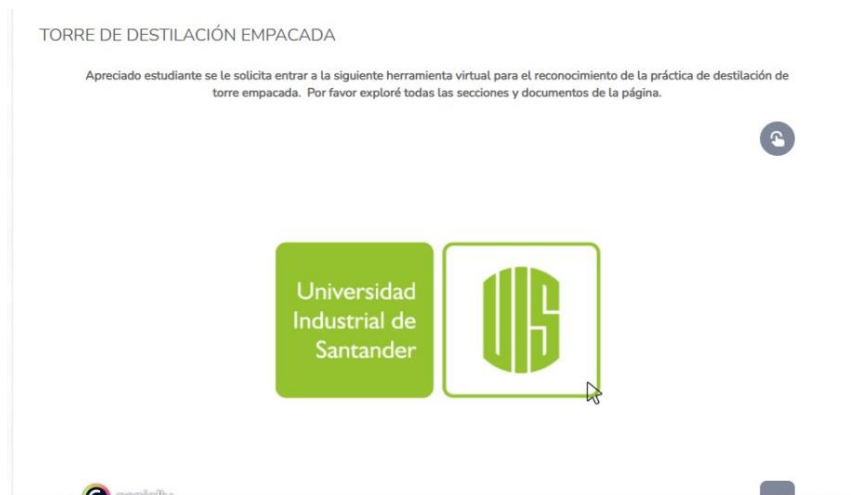 TORRE DE DESTILACIÓN EMPACADA
Apreciado estudiante se le solicita entrar a la siguiente herramienta virtual para el reconocimiento de la práctica de destilación de
torre empacada. Por favor exploré todas las secciones y documentos de la página.
Universidad
Industrial de
Santander
UIS